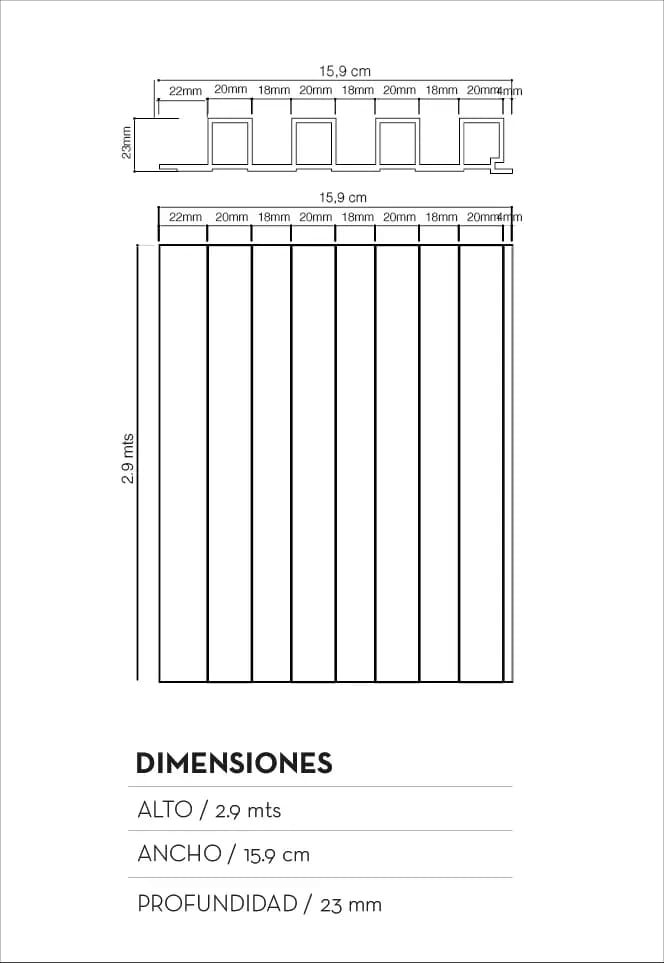 15,9 cm
22mm 20mm 18mm 20mm 18mm 20mm 18mm 20mm 4mm
23mm
15,9 cm
22mm 20mm 18mm 20mm 18mm 20mm 18mm 20mm 4mm
2.9 mts
DIMENSIONES
ALTO / 2.9 mts
ANCHO / 15.9 cm
PROFUNDIDAD / 23 mm